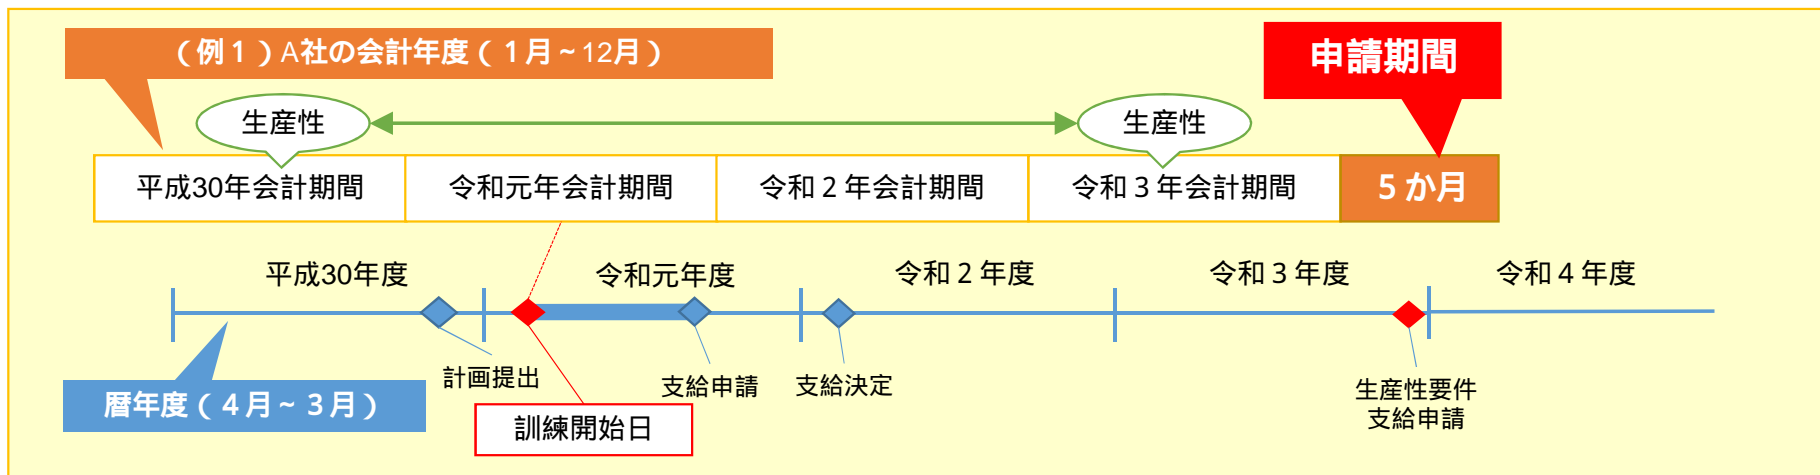 （例１）A社の会計年度（１月～12月）
申請期間
生産性
生産性
平成30年会計期間
令和元年会計期間
令和２年会計期間
令和３年会計期間
５か月
平成30年度
令和元年度
令和２年度
令和３年度
令和４年度
計画提出
支給申請
支給決定
生産性要件
支給申請
暦年度（４月～３月）
訓練開始日